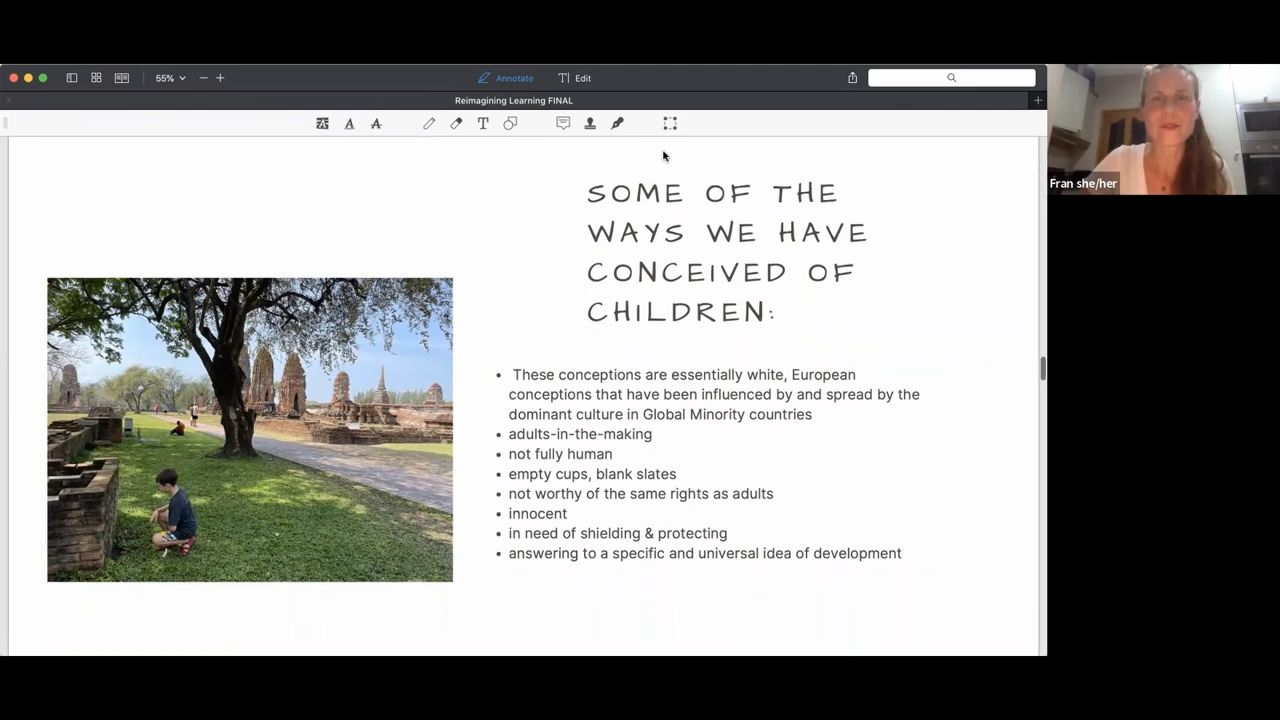 55%
Annotate
Edit
Reimagining Learning FINAL
SOME OF THE
WAYS WE HAVE
CONCEIVED OF
CHILDREN:
• These conceptions are essentially white, European
conceptions that have been influenced by and spread by the
dominant culture in Global Minority countries
• adults-in-the-making
• not fully human
• empty cups, blank slates
• not worthy of the same rights as adults
• innocent
• in need of shielding & protecting
• answering to a specific and universal idea of development
Fran she/her